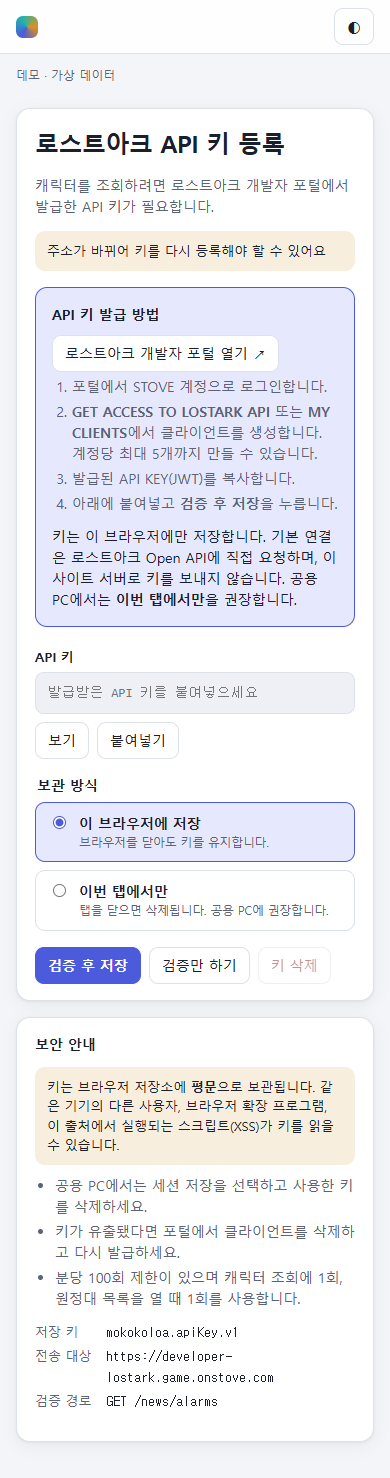 데모 · 가상 데이터
로스트아크 API 키 등록
캐릭터를 조회하려면 로스트아크 개발자 포털에서
발급한 API 키가 필요합니다.
주소가 바뀌어 키를 다시 등록해야 할 수 있어요
API 키 발급 방법
로스트아크 개발자 포털 열기 ↗
1. 포털에서 STOVE 계정으로 로그인합니다.
2. GET ACCESS TO LOSTARK API 또는 MY
CLIENTS에서 클라이언트를 생성합니다.
계정당 최대 5개까지 만들 수 있습니다.
3. 발급된 API KEY(JWT)를 복사합니다.
4. 아래에 붙여넣고 검증 후 저장을 누릅니다.
키는 이 브라우저에만 저장합니다. 기본 연결
은 로스트아크 Open API에 직접 요청하며, 이
사이트 서버로 키를 보내지 않습니다. 공용
PC에서는 이번 탭에서만을 권장합니다.
API 키
발급받은 API 키를 붙여넣으세요
보기 붙여넣기
보관 방식
이 브라우저에 저장
브라우저를 닫아도 키를 유지합니다.
이번 탭에서만
탭을 닫으면 삭제됩니다. 공용 PC에 권장합니다.
검증 후 저장 검증만 하기 키 삭제
보안 안내
키는 브라우저 저장소에 평문으로 보관됩니다. 같
은 기기의 다른 사용자, 브라우저 확장 프로그램,
이 출처에서 실행되는 스크립트(XSS)가 키를 읽을
수 있습니다.
• 공용 PC에서는 세션 저장을 선택하고 사용한 키
를 삭제하세요.
• 키가 유출됐다면 포털에서 클라이언트를 삭제하
고 다시 발급하세요.
• 분당 100회 제한이 있으며 캐릭터 조회에 1회,
원정대 목록을 열 때 1회를 사용합니다.
저장 키 mokokoloa.apiKey.v1
전송 대상 https://developer-
lostark.game.onstove.com
검증 경로 GET /news/alarms